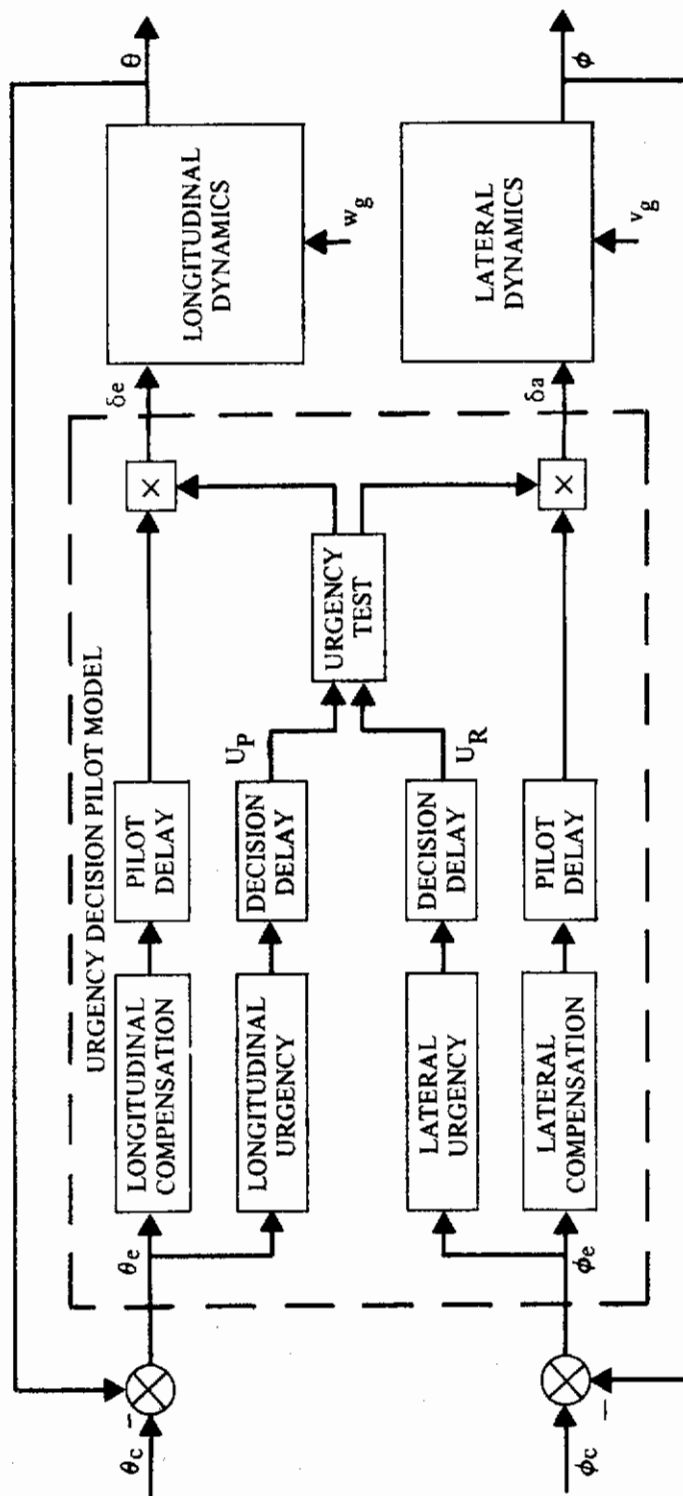 URGENCY DECISION PILOT MODEL
θc
−
θe
LONGITUDINAL
COMPENSATION
PILOT
DELAY
×
δe
LONGITUDINAL
DYNAMICS
θ
wg
LONGITUDINAL
URGENCY
DECISION
DELAY
UP
URGENCY
TEST
LATERAL
URGENCY
DECISION
DELAY
UR
ϕc
−
ϕe
LATERAL
COMPENSATION
PILOT
DELAY
×
δa
LATERAL
DYNAMICS
ϕ
vg